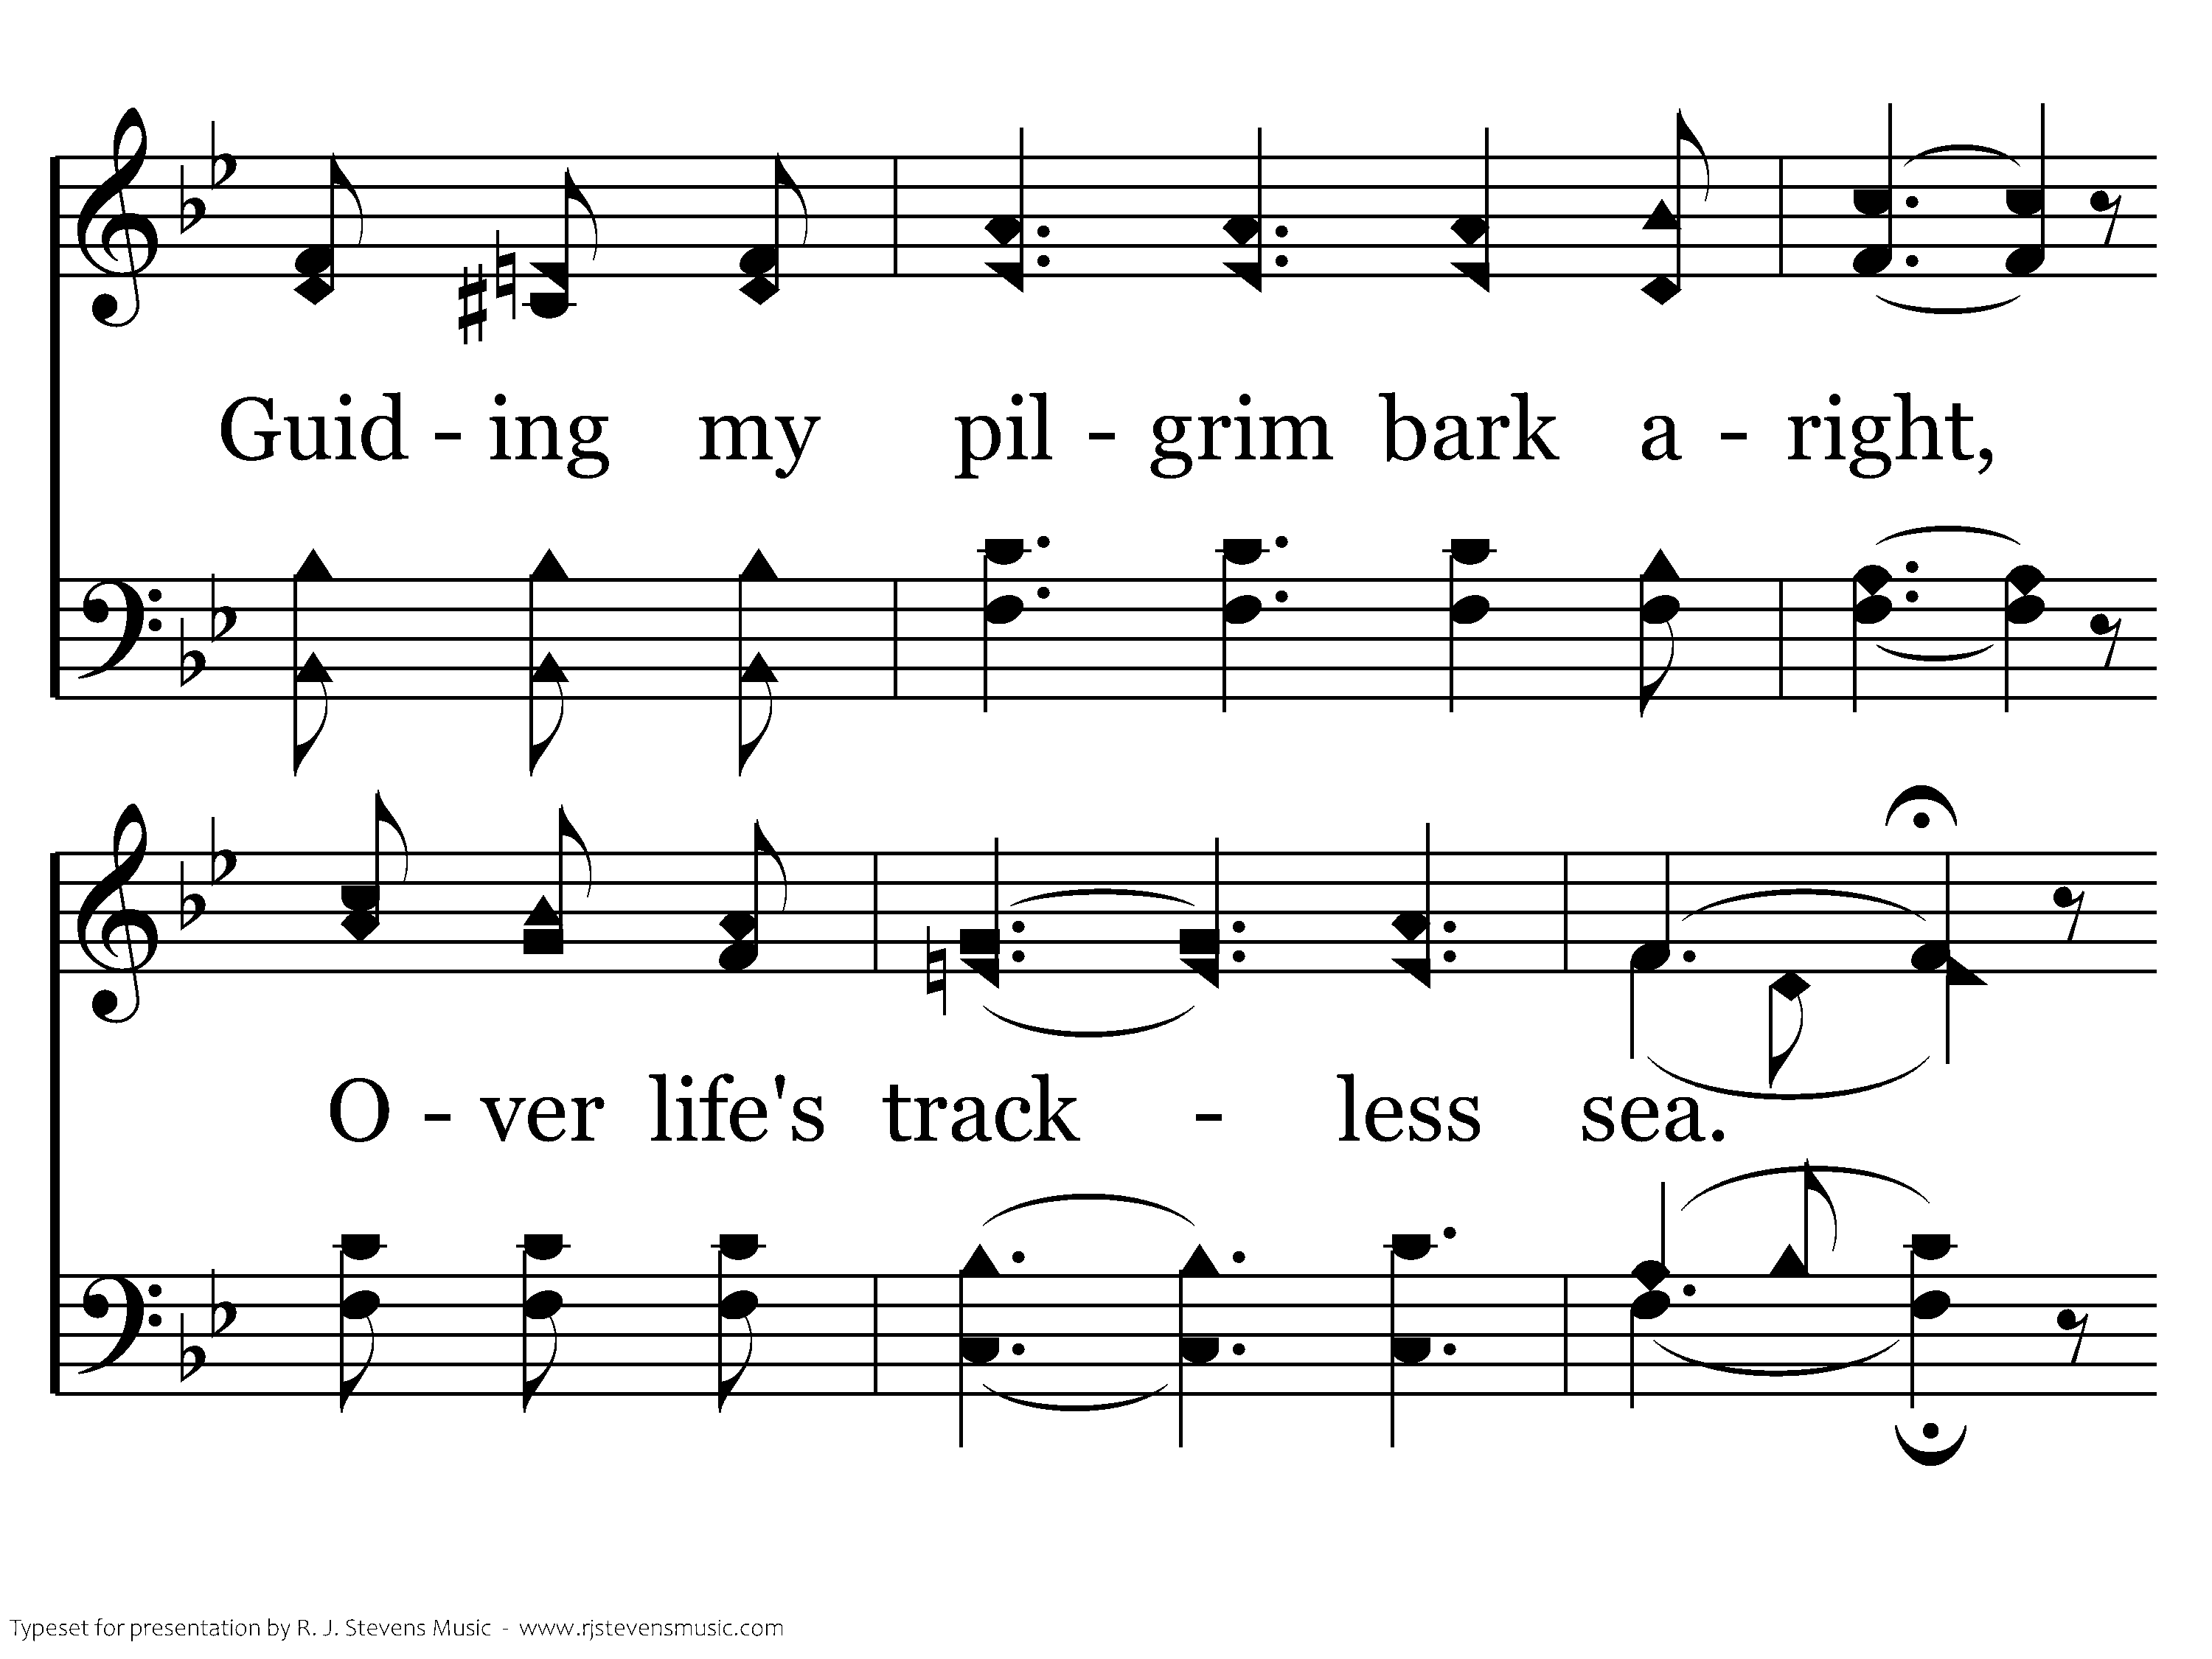 Guid - ing my pil - grim bark a - right,
O - ver life's track - less sea.
Typeset for presentation by R. J. Stevens Music - www.rjstevensmusic.com